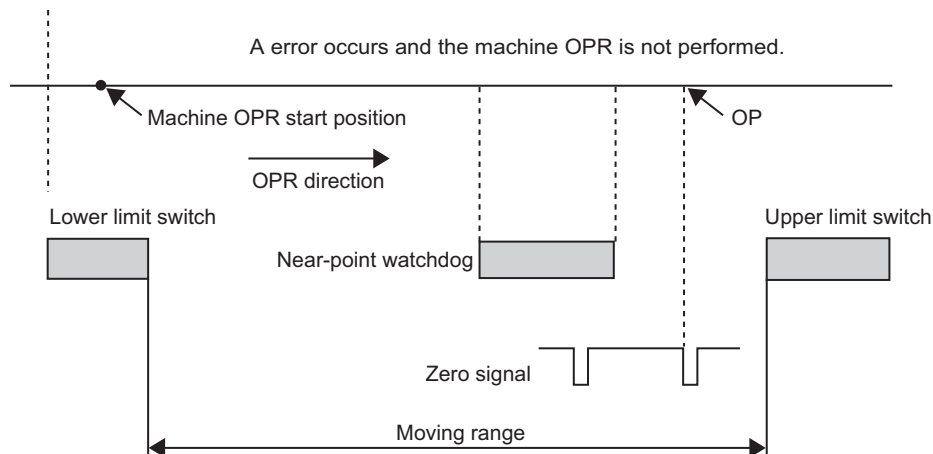 A error occurs and the machine OPR is not performed.
Machine OPR start position
OP
OPR direction
Lower limit switch
Upper limit switch
Near-point watchdog
Zero signal
Moving range